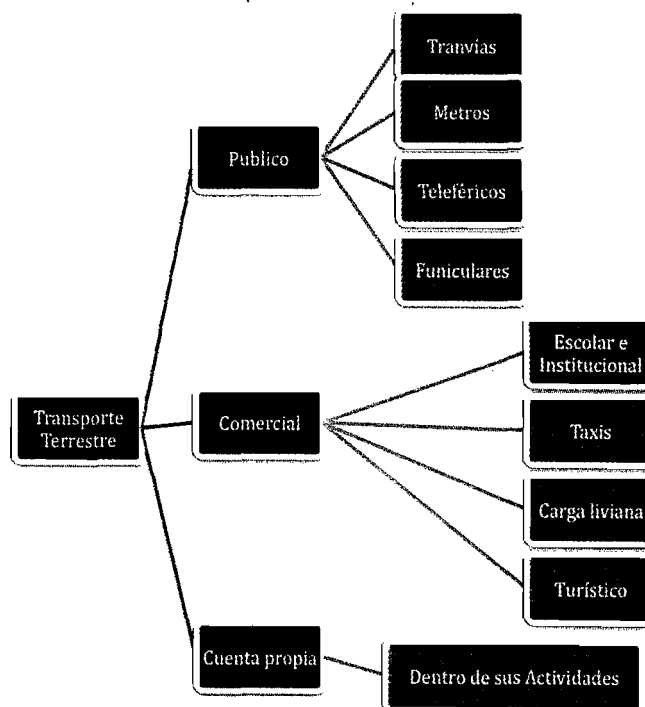 Tranvías
Metros
Publico
Teleféricos
Funiculares
Escolar e
Institucional
Transporte
Terrestre
Comercial
Taxis
Carga liviana
Turístico
Cuenta propia
Dentro de sus Actividades